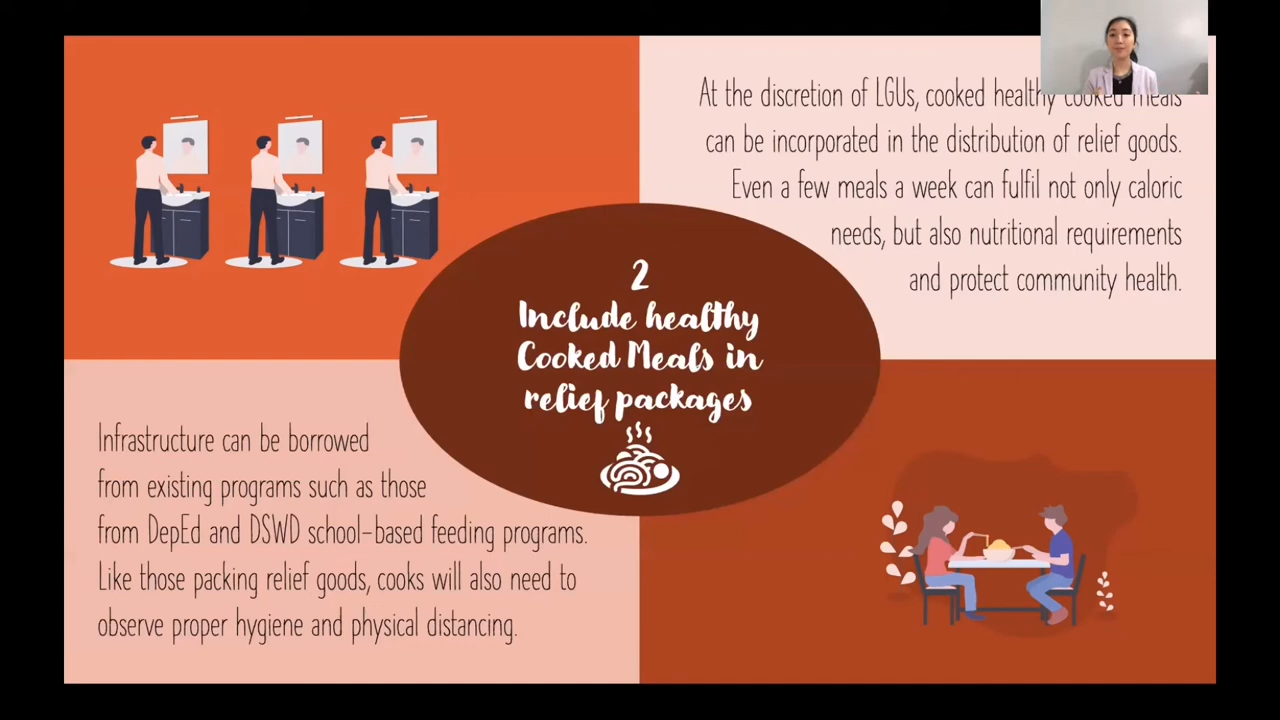 At the discretion of LGUs, cooked healthy cooked meals
can be incorporated in the distribution of relief goods.
Even a few meals a week can fulfil not only caloric
needs, but also nutritional requirements
and protect community health.
2
Include healthy
Cooked Meals in
relief packages
Infrastructure can be borrowed
from existing programs such as those
from DepEd and DSWD school-based feeding programs.
Like those packing relief goods, cooks will also need to
observe proper hygiene and physical distancing.